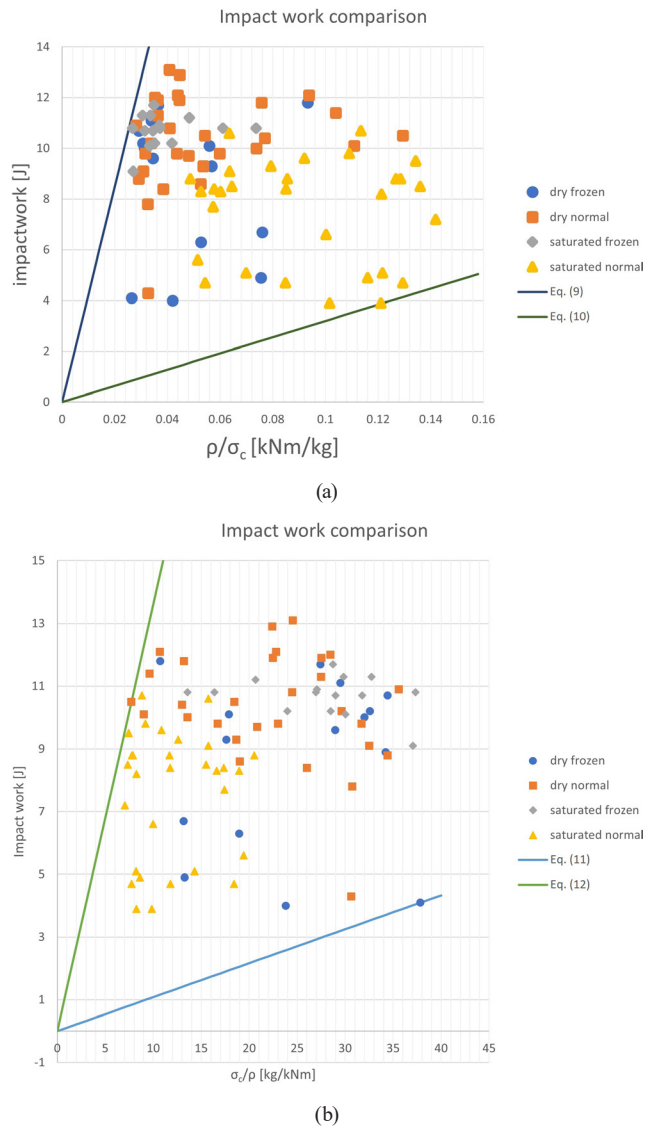 Impact work comparison
14
12
10
8
6
4
2
0
impactwork [J]
0 0.02 0.04 0.06 0.08 0.1 0.12 0.14 0.16
ρ/σc [kNm/kg]
dry frozen
dry normal
saturated frozen
saturated normal
Eq. (9)
Eq. (10)
(a)
Impact work comparison
15
13
11
9
7
5
3
1
-1
Impact work [J]
0 5 10 15 20 25 30 35 40 45
σc/ρ [kg/kNm]
dry frozen
dry normal
saturated frozen
saturated normal
Eq. (11)
Eq. (12)
(b)